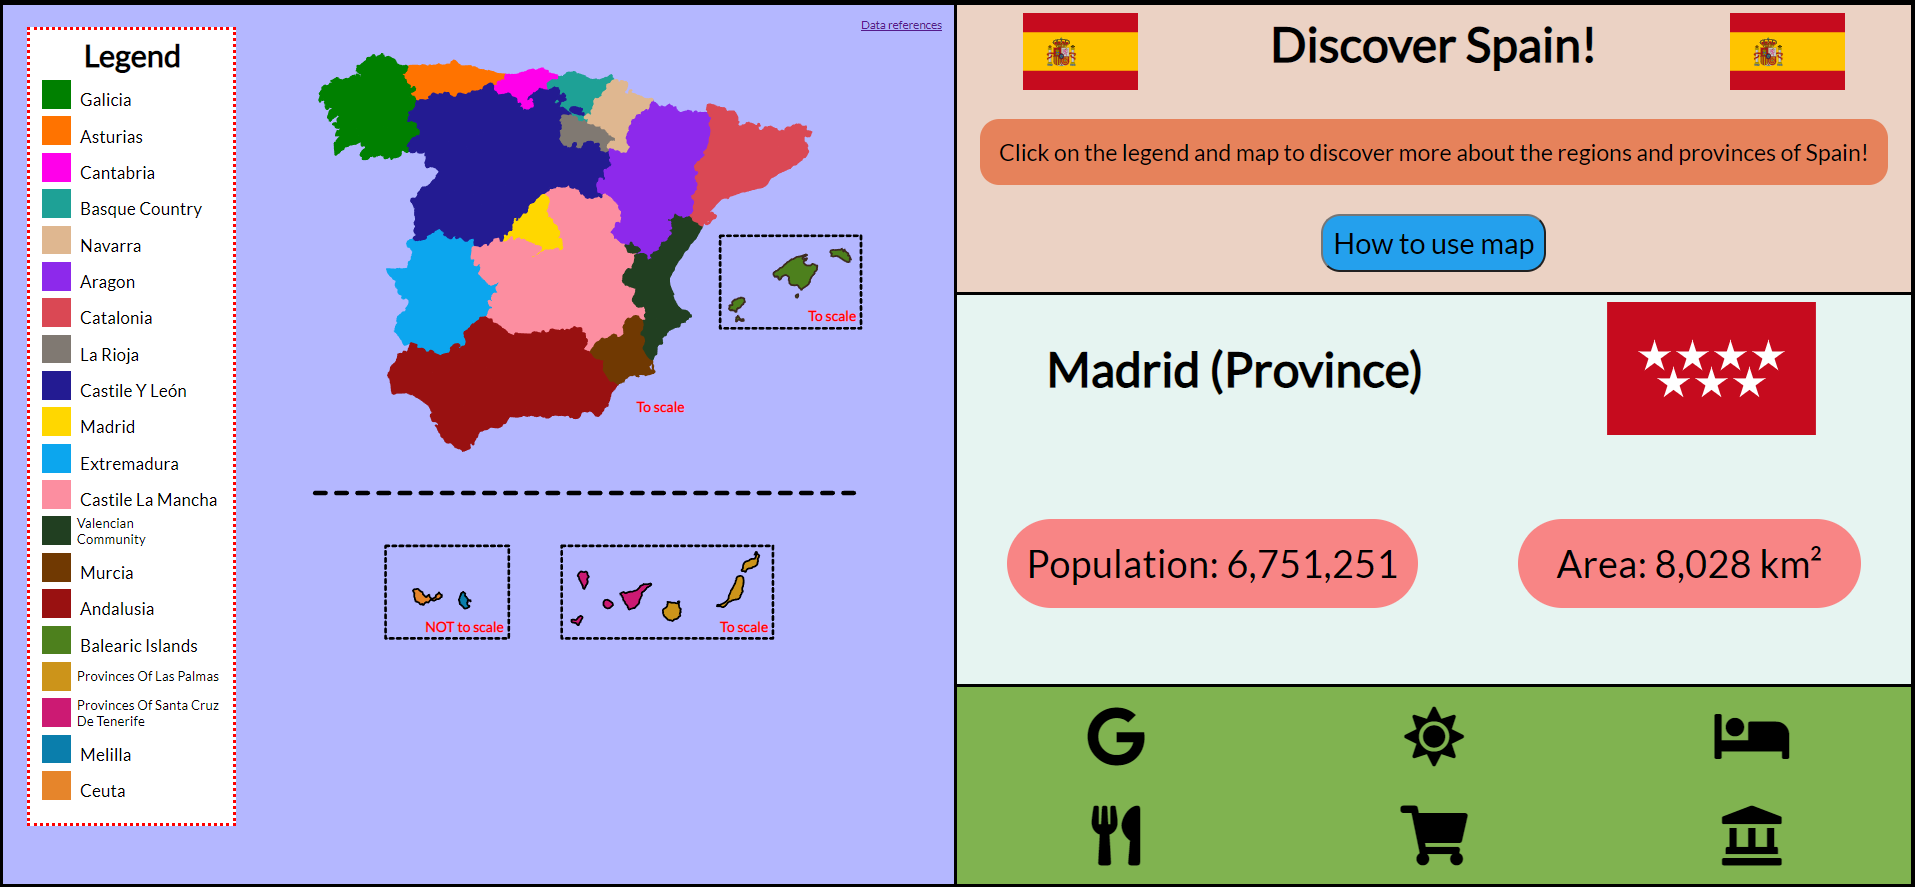 Data references
Legend
Galicia
Asturias
Cantabria
Basque Country
Navarra
Aragon
Catalonia
La Rioja
Castile Y León
Madrid
Extremadura
Castile La Mancha
Valencian
Community
Murcia
Andalusia
Balearic Islands
Provinces Of Las Palmas
Provinces Of Santa Cruz
De Tenerife
Melilla
Ceuta
To scale
To scale
NOT to scale
To scale
Discover Spain!
Click on the legend and map to discover more about the regions and provinces of Spain!
How to use map
Madrid (Province)
Population: 6,751,251
Area: 8,028 km²
G